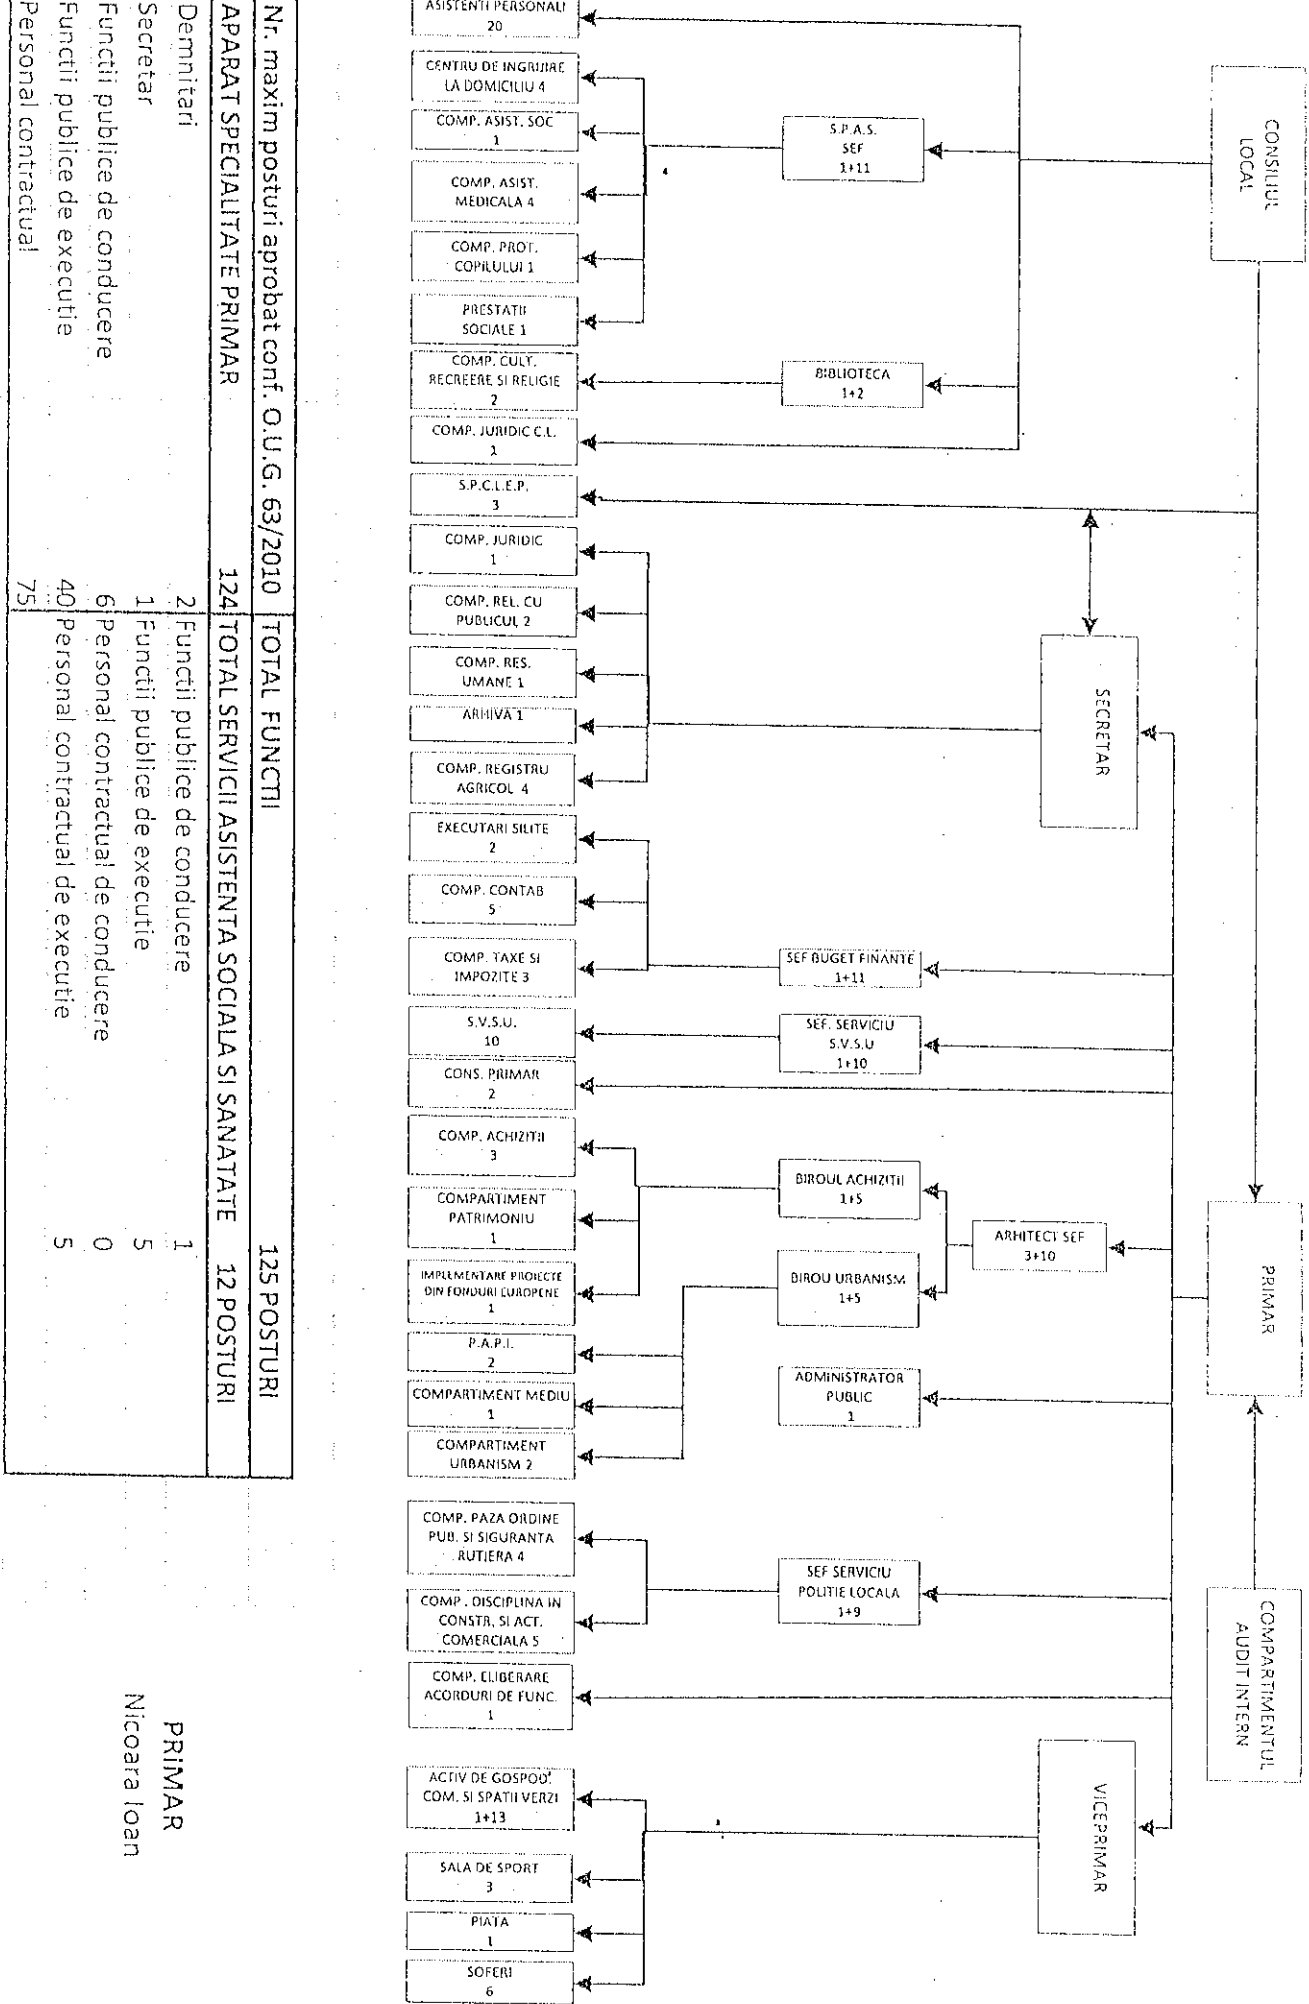 CONSILIUL
LOCAL
PRIMAR
COMPARTIMENTUL
AUDIT INTERN
SECRETAR
VICEPRIMAR
ARHITECT SEF
3+10
S.P.A.S.
SEF
1+11
BIBLIOTECA
1+2
SEF BUGET FINANTE
1+11
SEF. SERVICIU
S.V.S.U
1+10
BIROUL ACHIZITII
1+5
BIROU URBANISM
1+5
ADMINISTRATOR
PUBLIC
1
SEF SERVICIU
POLITIE LOCALA
1+9
ASISTENTI PERSONALI
20
CENTRU DE INGRIJIRE
LA DOMICILIU 4
COMP. ASIST. SOC
1
COMP. ASIST.
MEDICALA 4
COMP. PROT.
COPILULUI 1
PRESTATII
SOCIALE 1
COMP. CULT.
RECREERE SI RELIGIE
2
COMP. JURIDIC C.L.
1
S.P.C.L.E.P.
3
COMP. JURIDIC
1
COMP. REL. CU
PUBLICUL 2
COMP. RES.
UMANE 1
ARHIVA 1
COMP. REGISTRU
AGRICOL 4
EXECUTARI SILITE
2
COMP. CONTAB
5
COMP. TAXE SI
IMPOZITE 3
S.V.S.U.
10
CONS. PRIMAR
2
COMP. ACHIZITII
3
COMPARTIMENT
PATRIMONIU
1
IMPLEMENTARE PROIECTE
DIN FONDURI EUROPENE
1
P.A.P.I.
2
COMPARTIMENT MEDIU
1
COMPARTIMENT
URBANISM 2
COMP. PAZA ORDINE
PUB. SI SIGURANTA
RUTIERA 4
COMP. DISCIPLINA IN
CONSTR, SI ACT.
COMERCIALA 5
COMP. ELIBERARE
ACORDURI DE FUNC.
1
ACTIV DE GOSPOD.
COM. SI SPATII VERZI
1+13
SALA DE SPORT
3
PIATA
1
SOFERI
6
Nr. maxim posturi aprobat conf. O.U.G. 63/2010 TOTAL FUNCTII 125 POSTURI
APARAT SPECIALITATE PRIMAR 124 TOTAL SERVICII ASISTENTA SOCIALA SI SANATATE 12 POSTURI
Demnitari 2 Functii publice de conducere 1
Secretar 1 Functii publice de executie 5
Functii publice de conducere 6 Personal contractual de conducere 0
Functii publice de executie 40 Personal contractual de executie 5
Personal contractual 75
PRIMAR
Nicoara Ioan